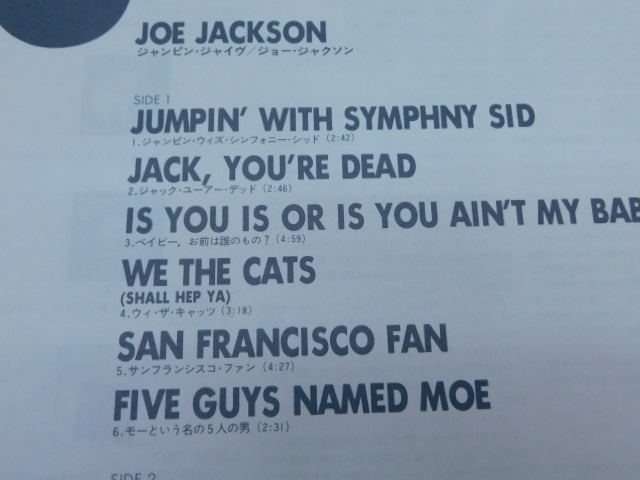 JOE JACKSON
ジャンピン・ジャイヴ／ジョー・ジャクソン
SIDE 1
JUMPIN' WITH SYMPHNY SID
1.ジャンピン・ウィズ・シンフォニー・シッド (2:42)
JACK, YOU'RE DEAD
2.ジャック・ユーアー・デッド (2:46)
IS YOU IS OR IS YOU AIN'T MY BAB
3.ベイビー, お前は誰のもの? (4:59)
WE THE CATS
(SHALL HEP YA)
4.ウィ・ザ・キャッツ (3:18)
SAN FRANCISCO FAN
5.サンフランシスコ・ファン (4:27)
FIVE GUYS NAMED MOE
6.モーという名の5人の男 (2:31)
SIDE 2